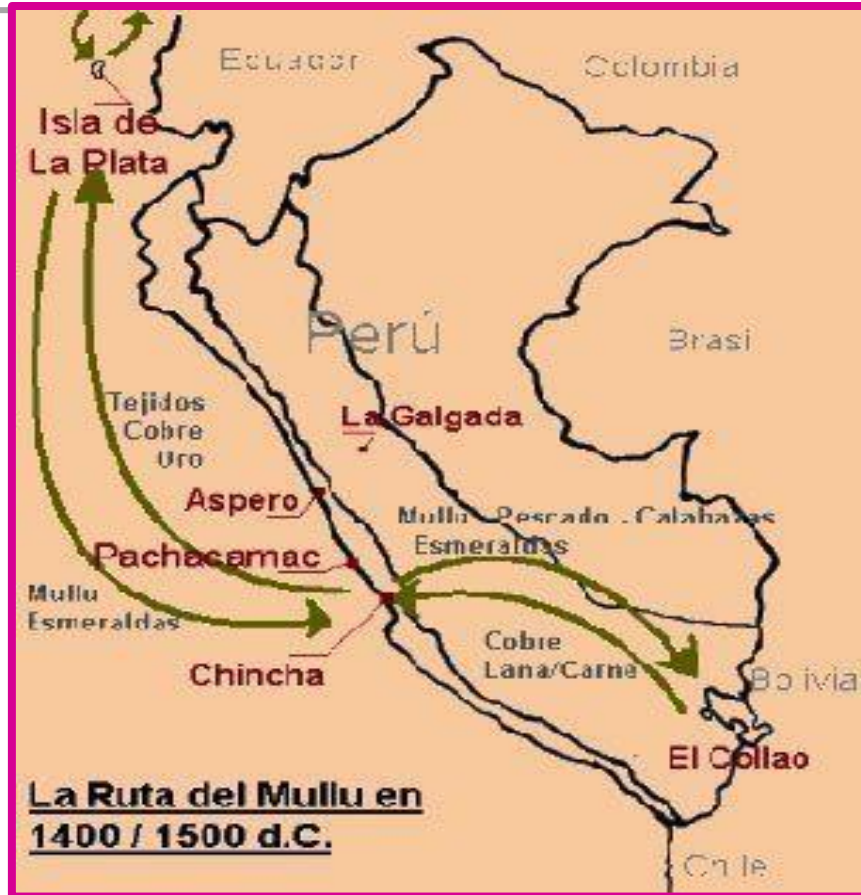 Ecuador
Colombia
Isla de
La Plata
Perú
Brasi
Tejidos
Cobre
Oro
La Galgada
Aspero
Mullu - Pescado - Calabazas
Esmeraldas
Pachacamac
Mullu
Esmeraldas
Chincha
Cobre
Lana/Carne
Bolivia
El Collao
La Ruta del Mullu en
1400 / 1500 d.C.
Chile